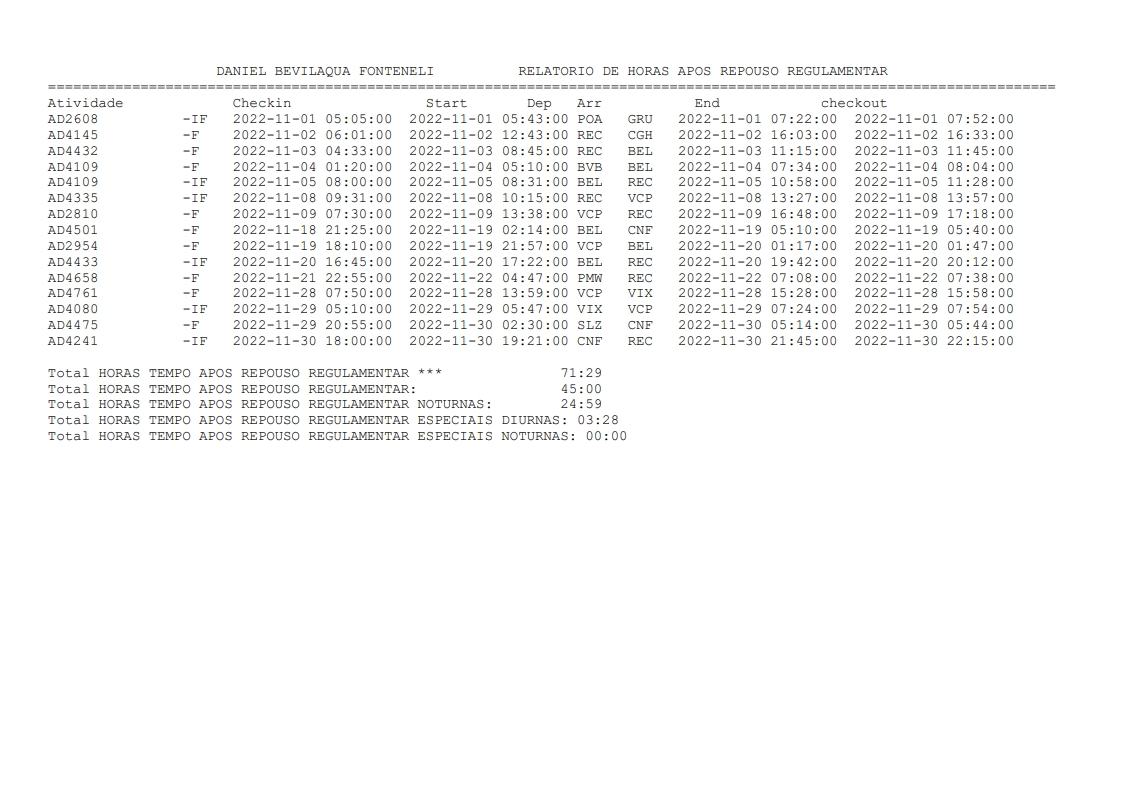 DANIEL BEVILAQUA FONTENELI          RELATORIO DE HORAS APOS REPOUSO REGULAMENTAR
========================================================================================================================
Atividade             Checkin                Start       Dep   Arr           End            checkout
AD2608          -IF   2022-11-01 05:05:00  2022-11-01 05:43:00 POA   GRU   2022-11-01 07:22:00  2022-11-01 07:52:00
AD4145          -F    2022-11-02 06:01:00  2022-11-02 12:43:00 REC   CGH   2022-11-02 16:03:00  2022-11-02 16:33:00
AD4432          -F    2022-11-03 04:33:00  2022-11-03 08:45:00 REC   BEL   2022-11-03 11:15:00  2022-11-03 11:45:00
AD4109          -F    2022-11-04 01:20:00  2022-11-04 05:10:00 BVB   BEL   2022-11-04 07:34:00  2022-11-04 08:04:00
AD4109          -IF   2022-11-05 08:00:00  2022-11-05 08:31:00 BEL   REC   2022-11-05 10:58:00  2022-11-05 11:28:00
AD4335          -IF   2022-11-08 09:31:00  2022-11-08 10:15:00 REC   VCP   2022-11-08 13:27:00  2022-11-08 13:57:00
AD2810          -F    2022-11-09 07:30:00  2022-11-09 13:38:00 VCP   REC   2022-11-09 16:48:00  2022-11-09 17:18:00
AD4501          -F    2022-11-18 21:25:00  2022-11-19 02:14:00 BEL   CNF   2022-11-19 05:10:00  2022-11-19 05:40:00
AD2954          -F    2022-11-19 18:10:00  2022-11-19 21:57:00 VCP   BEL   2022-11-20 01:17:00  2022-11-20 01:47:00
AD4433          -IF   2022-11-20 16:45:00  2022-11-20 17:22:00 BEL   REC   2022-11-20 19:42:00  2022-11-20 20:12:00
AD4658          -F    2022-11-21 22:55:00  2022-11-22 04:47:00 PMW   REC   2022-11-22 07:08:00  2022-11-22 07:38:00
AD4761          -F    2022-11-28 07:50:00  2022-11-28 13:59:00 VCP   VIX   2022-11-28 15:28:00  2022-11-28 15:58:00
AD4080          -IF   2022-11-29 05:10:00  2022-11-29 05:47:00 VIX   VCP   2022-11-29 07:24:00  2022-11-29 07:54:00
AD4475          -F    2022-11-29 20:55:00  2022-11-30 02:30:00 SLZ   CNF   2022-11-30 05:14:00  2022-11-30 05:44:00
AD4241          -IF   2022-11-30 18:00:00  2022-11-30 19:21:00 CNF   REC   2022-11-30 21:45:00  2022-11-30 22:15:00
Total HORAS TEMPO APOS REPOUSO REGULAMENTAR ***              71:29
Total HORAS TEMPO APOS REPOUSO REGULAMENTAR:                 45:00
Total HORAS TEMPO APOS REPOUSO REGULAMENTAR NOTURNAS:        24:59
Total HORAS TEMPO APOS REPOUSO REGULAMENTAR ESPECIAIS DIURNAS: 03:28
Total HORAS TEMPO APOS REPOUSO REGULAMENTAR ESPECIAIS NOTURNAS: 00:00